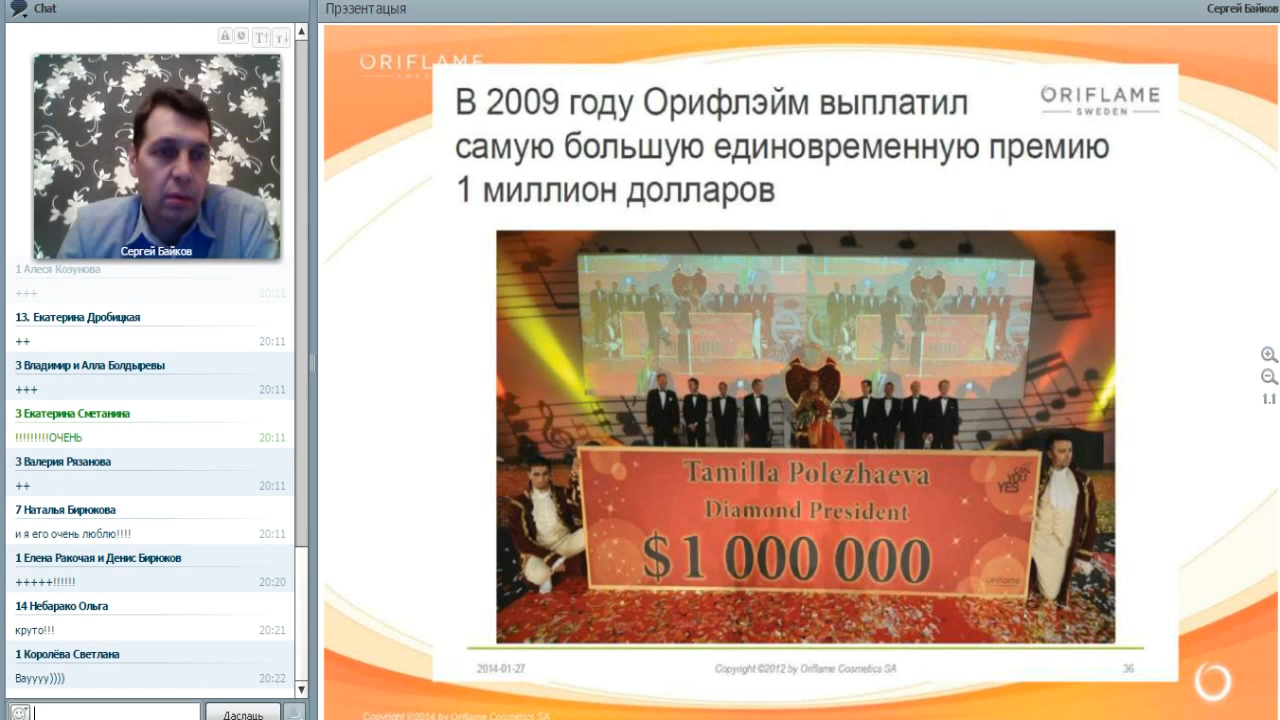 Chat
Сергей Байков
1 Алеся Козунова
+++
20:11
13. Екатерина Дробицкая
++
20:11
3 Владимир и Алла Болдыревы
+++
20:11
3 Екатерина Сметанина
!!!!!!!!!ОЧЕНЬ
20:11
3 Валерия Рязанова
++
20:11
7 Наталья Бирюкова
и я его очень люблю!!!!
20:11
1 Елена Ракочая и Денис Бирюков
+++++!!!!!!
20:20
14 Небарако Ольга
круто!!!
20:21
1 Королёва Светлана
Вауууу))))
20:22
Даслаць
Прэзентацыя
Сергей Байков
ORIFLAME
В 2009 году Орифлэйм выплатил
самую большую единовременную премию
1 миллион долларов
ORIFLAME
SWEDEN
Tamilla Polezhaeva
Diamond President
$1 000 000
YOU
YES
oriflame
2014-01-27
Copyright ©2012 by Oriflame Cosmetics SA
36
Copyright ©2014 by Oriflame Cosmetics SA
1:1